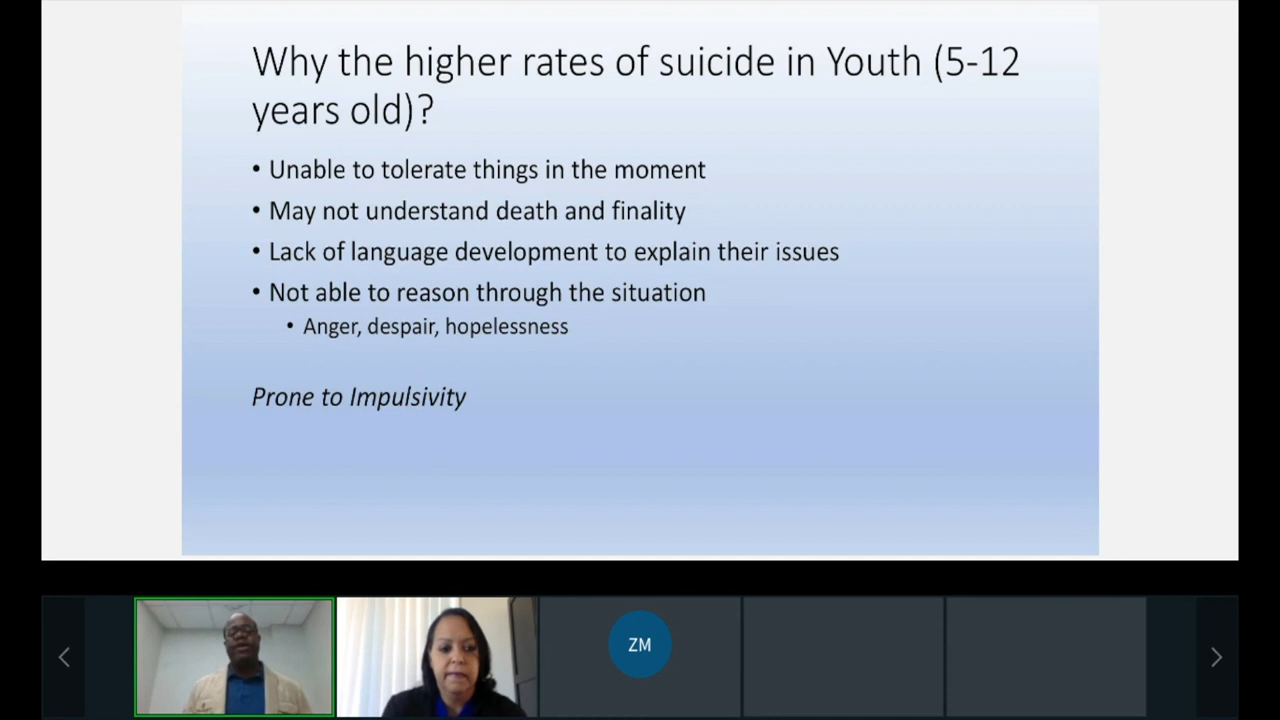 Why the higher rates of suicide in Youth (5-12
years old)?
• Unable to tolerate things in the moment
• May not understand death and finality
• Lack of language development to explain their issues
• Not able to reason through the situation
• Anger, despair, hopelessness
Prone to Impulsivity
ZM